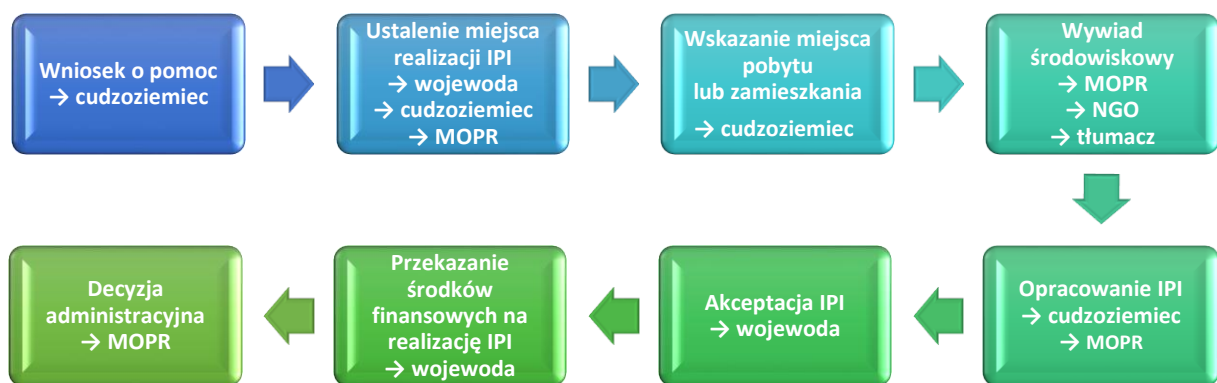 Wniosek o pomoc
→ cudzoziemiec
Ustalenie miejsca
realizacji IPI
→ wojewoda
→ cudzoziemiec
→ MOPR
Wskazanie miejsca
pobytu
lub zamieszkania
→ cudzoziemiec
Wywiad
środowiskowy
→ MOPR
→ NGO
→ tłumacz
Opracowanie IPI
→ cudzoziemiec
→ MOPR
Akceptacja IPI
→ wojewoda
Przekazanie
środków
finansowych na
realizację IPI
→ wojewoda
Decyzja
administracyjna
→ MOPR